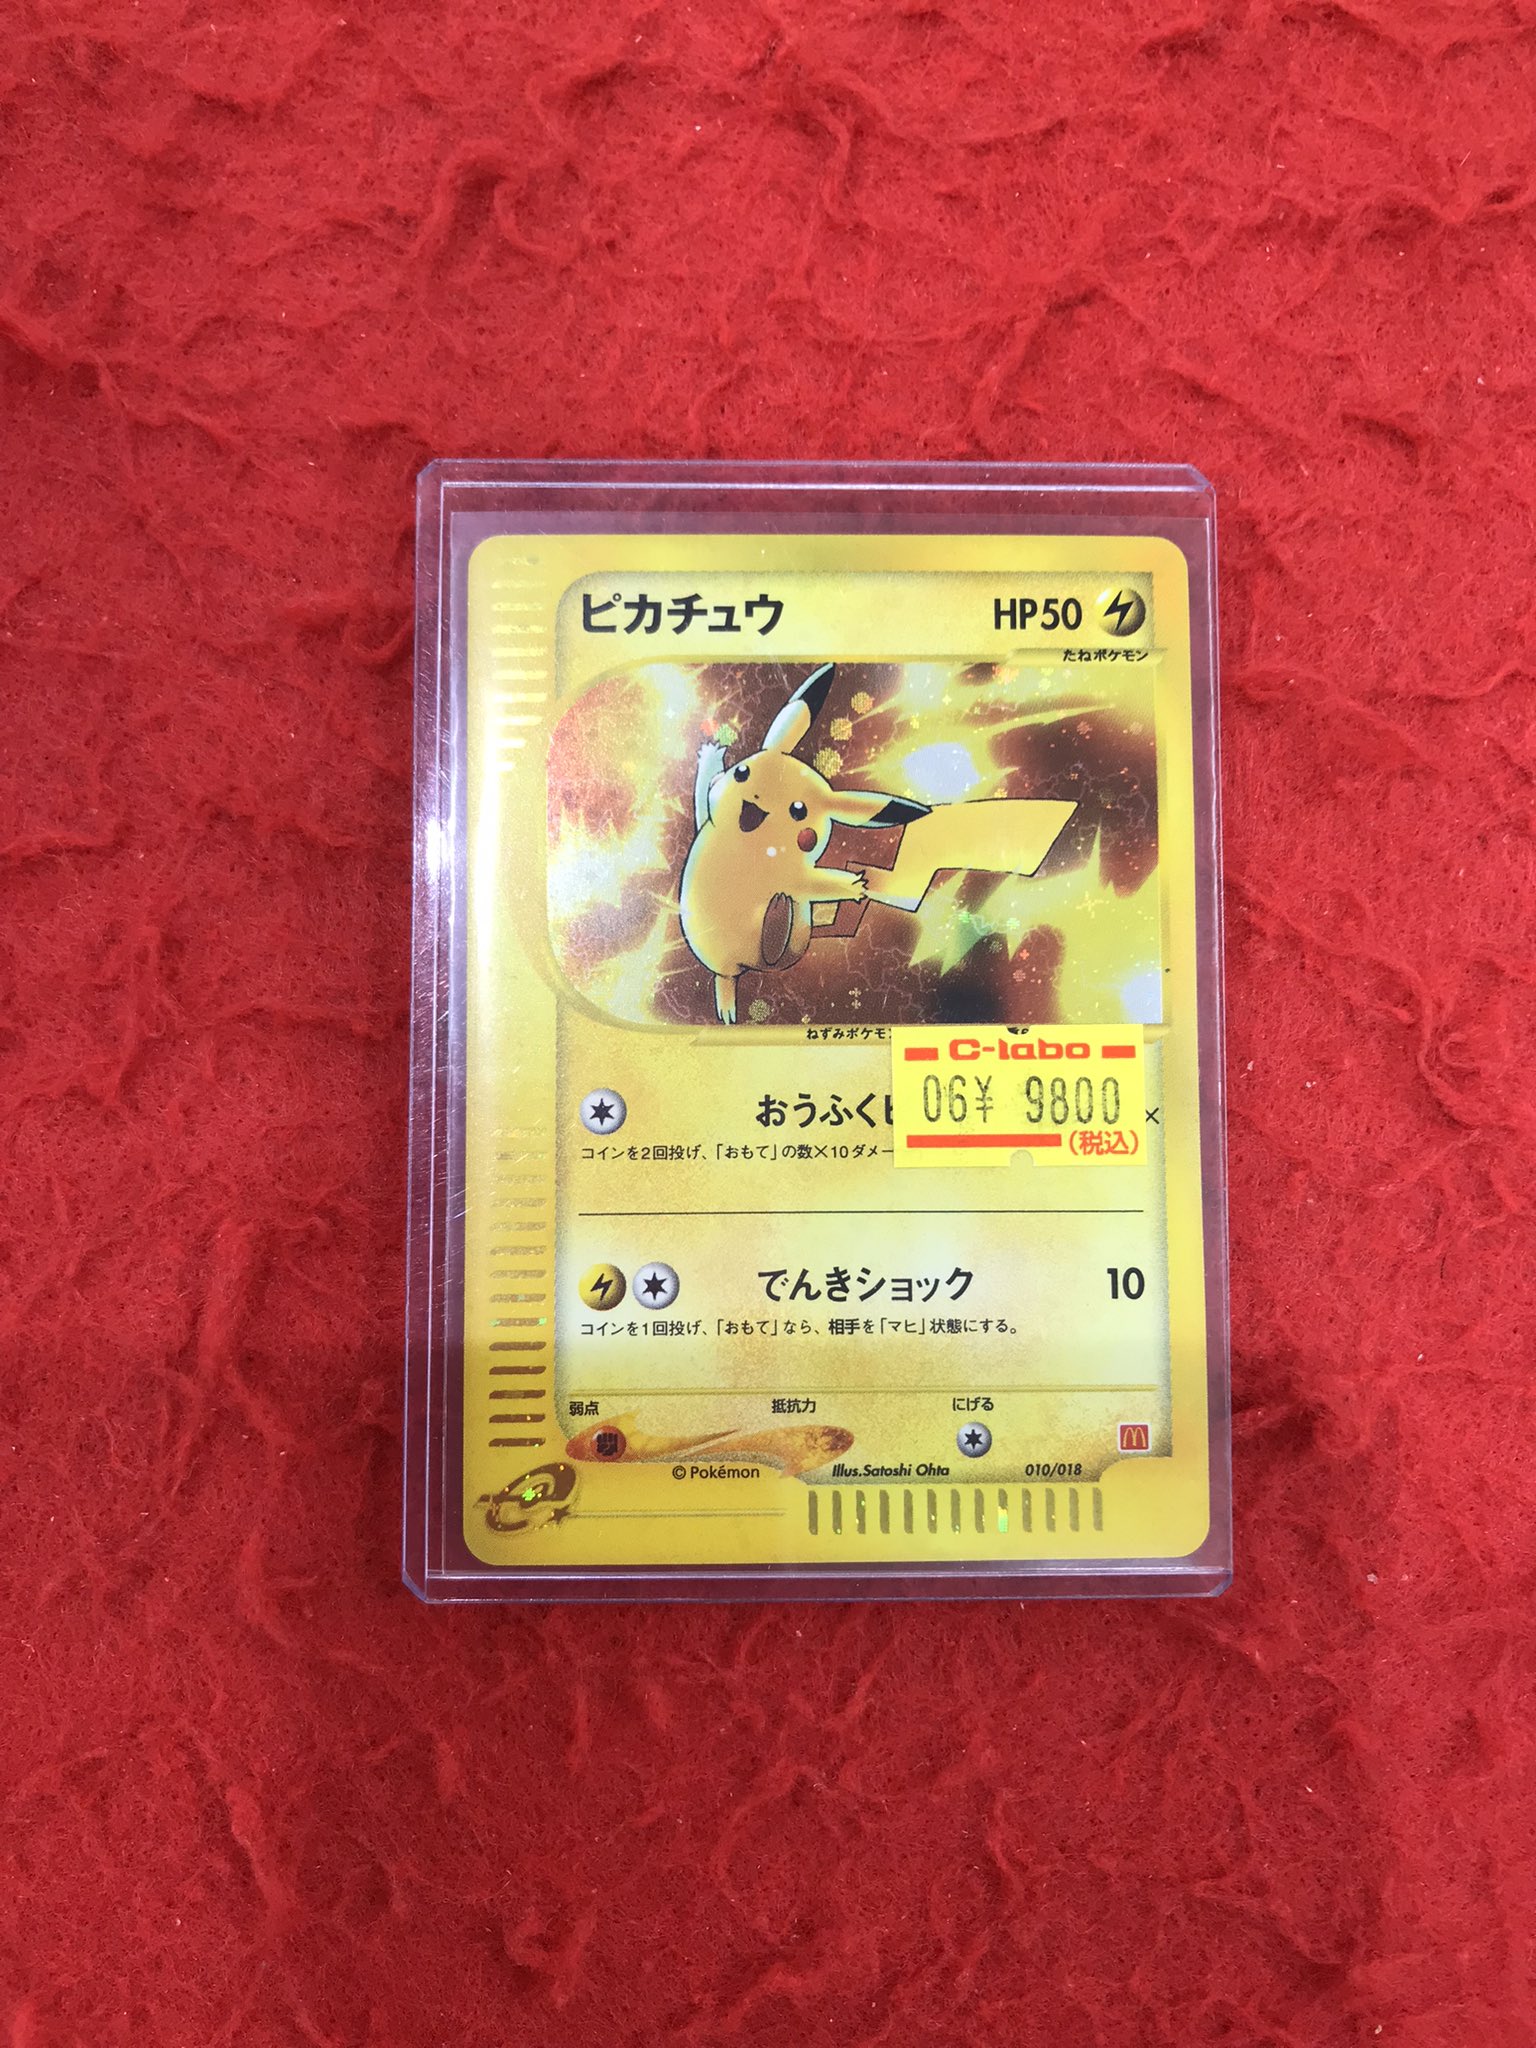 ピカチュウ HP50
たねポケモン
ねずみポケモン
C-labo
06¥ 9800
(税込)
おうふく ×
コインを2回投げ、「おもて」の数×10ダメー
でんきショック 10
コインを1回投げ、「おもて」なら、相手を「マヒ」状態にする。
弱点 抵抗力 にげる
©Pokémon Illus.Satoshi Ohta 010/018